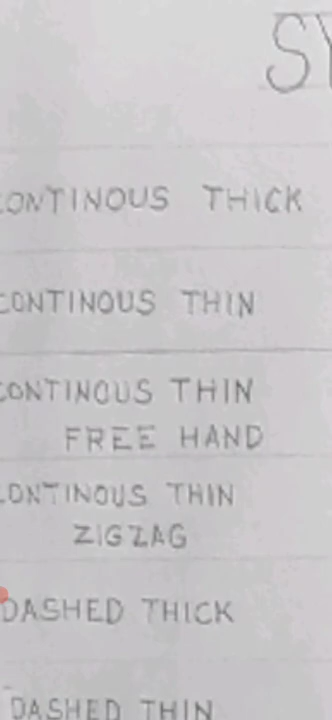 SY
CONTINOUS THICK
CONTINOUS THIN
CONTINOUS THIN
FREE HAND
CONTINOUS THIN
ZIGZAG
DASHED THICK
DASHED THIN